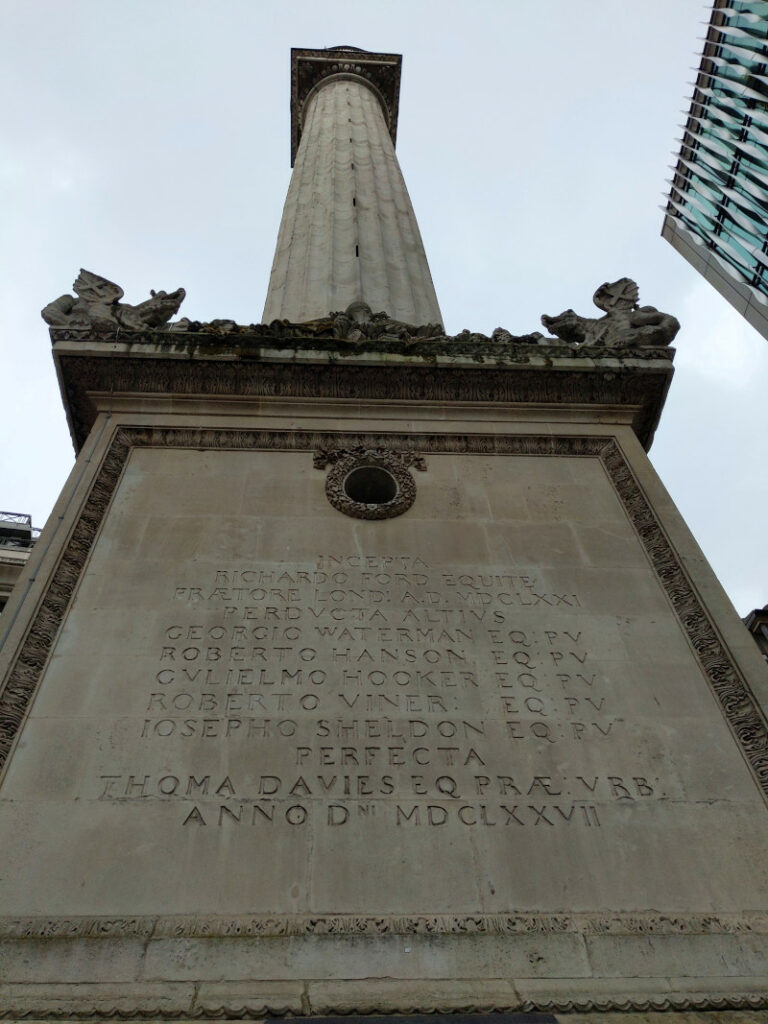 INCEPTA
RICHARDO FORD EQUITE
PRÆTORE LOND: A.D. MDCLXXI
PERDVCTA ALTIVS
GEORGIO WATERMAN EQ: PV
ROBERTO HANSON EQ: PV
GVLIELMO HOOKER EQ: PV
ROBERTO VINER: EQ: PV
IOSEPHO SHELDON EQ: PV
PERFECTA
THOMA DAVIES EQ PRÆ: VRB:
ANNO DNI MDCLXXVII